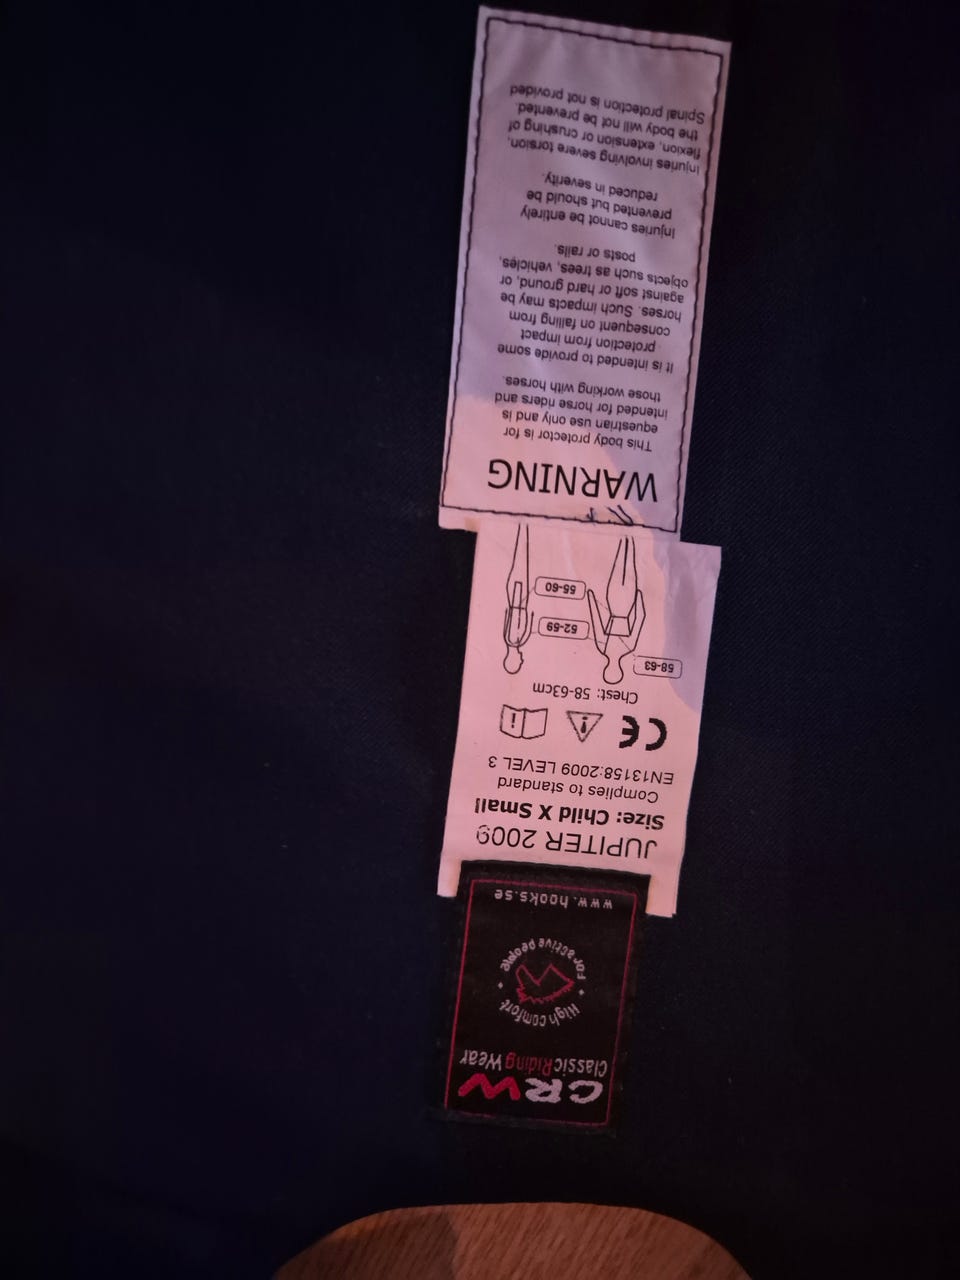 CRW
ClassicRidingWear
High comfort
For active people
www.hooks.se
JUPITER 2009
Size: Child X Small
Complies to standard
EN13158:2009 LEVEL 3
CE
Chest: 58-63cm
58-63
52-59
55-60
WARNING
This body protector is for
equestrian use only and is
intended for horse riders and
those working with horses.
It is intended to provide some
protection from impact
consequent on falling from
horses. Such impacts may be
against soft or hard ground, or
objects such as trees, vehicles,
posts or rails.
Injuries cannot be entirely
prevented but should be
reduced in severity.
Injuries involving severe torsion,
flexion, extension or crushing of
the body will not be prevented.
Spinal protection is not provided